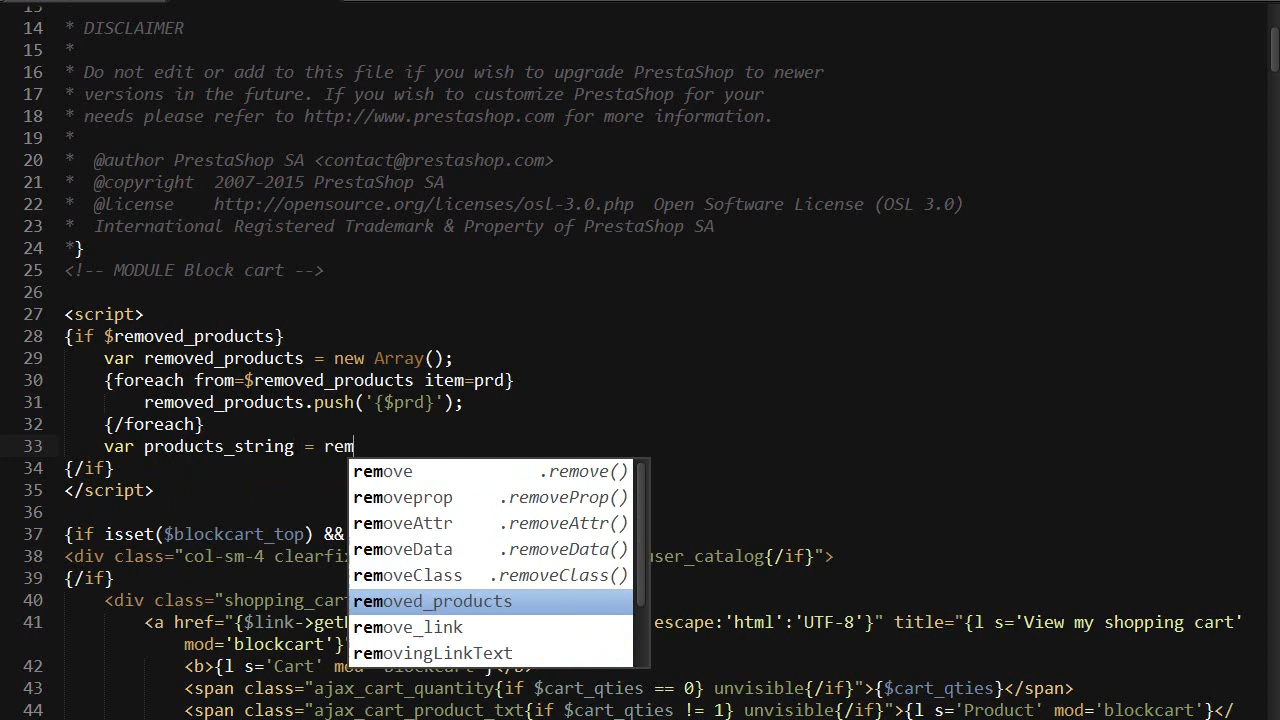 13
14 * DISCLAIMER
15 *
16 * Do not edit or add to this file if you wish to upgrade PrestaShop to newer
17 * versions in the future. If you wish to customize PrestaShop for your
18 * needs please refer to http://www.prestashop.com for more information.
19 *
20 *  @author PrestaShop SA <contact@prestashop.com>
21 *  @copyright  2007-2015 PrestaShop SA
22 *  @license    http://opensource.org/licenses/osl-3.0.php  Open Software License (OSL 3.0)
23 *  International Registered Trademark & Property of PrestaShop SA
24 *}
25 <!-- MODULE Block cart -->
26
27 <script>
28 {if $removed_products}
29     var removed_products = new Array();
30     {foreach from=$removed_products item=prd}
31         removed_products.push('{$prd}');
32     {/foreach}
33     var products_string = rem
34 {/if}
35 </script>
36
37 {if isset($blockcart_top) &&
38 <div class="col-sm-4 clearfi user_catalog{/if}">
39 {/if}
40     <div class="shopping_car
41         <a href="{$link->get escape:'html':'UTF-8'}" title="{l s='View my shopping cart'
mod='blockcart'}"
42             <b>{l s='Cart' mod='blockcart'}</b>
43             <span class="ajax_cart_quantity{if $cart_qties == 0} unvisible{/if}">{$cart_qties}</span>
44             <span class="ajax_cart_product_txt{if $cart_qties != 1} unvisible{/if}">{l s='Product' mod='blockcart'}</
remove .remove()
removeprop .removeProp()
removeAttr .removeAttr()
removeData .removeData()
removeClass .removeClass()
removed_products
remove_link
removingLinkText